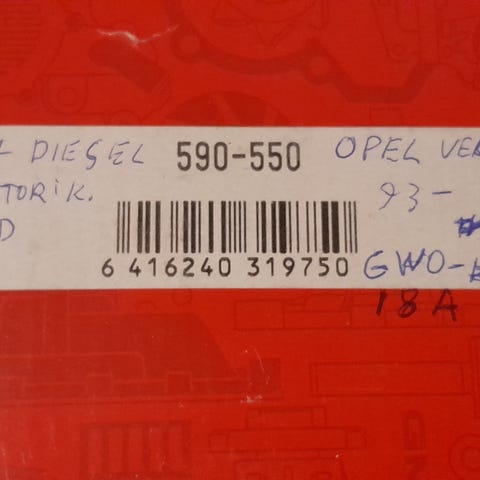 DIESEL 590-550 OPEL
TORIK. 93-
D
6 416240 319750 GWO-
18A